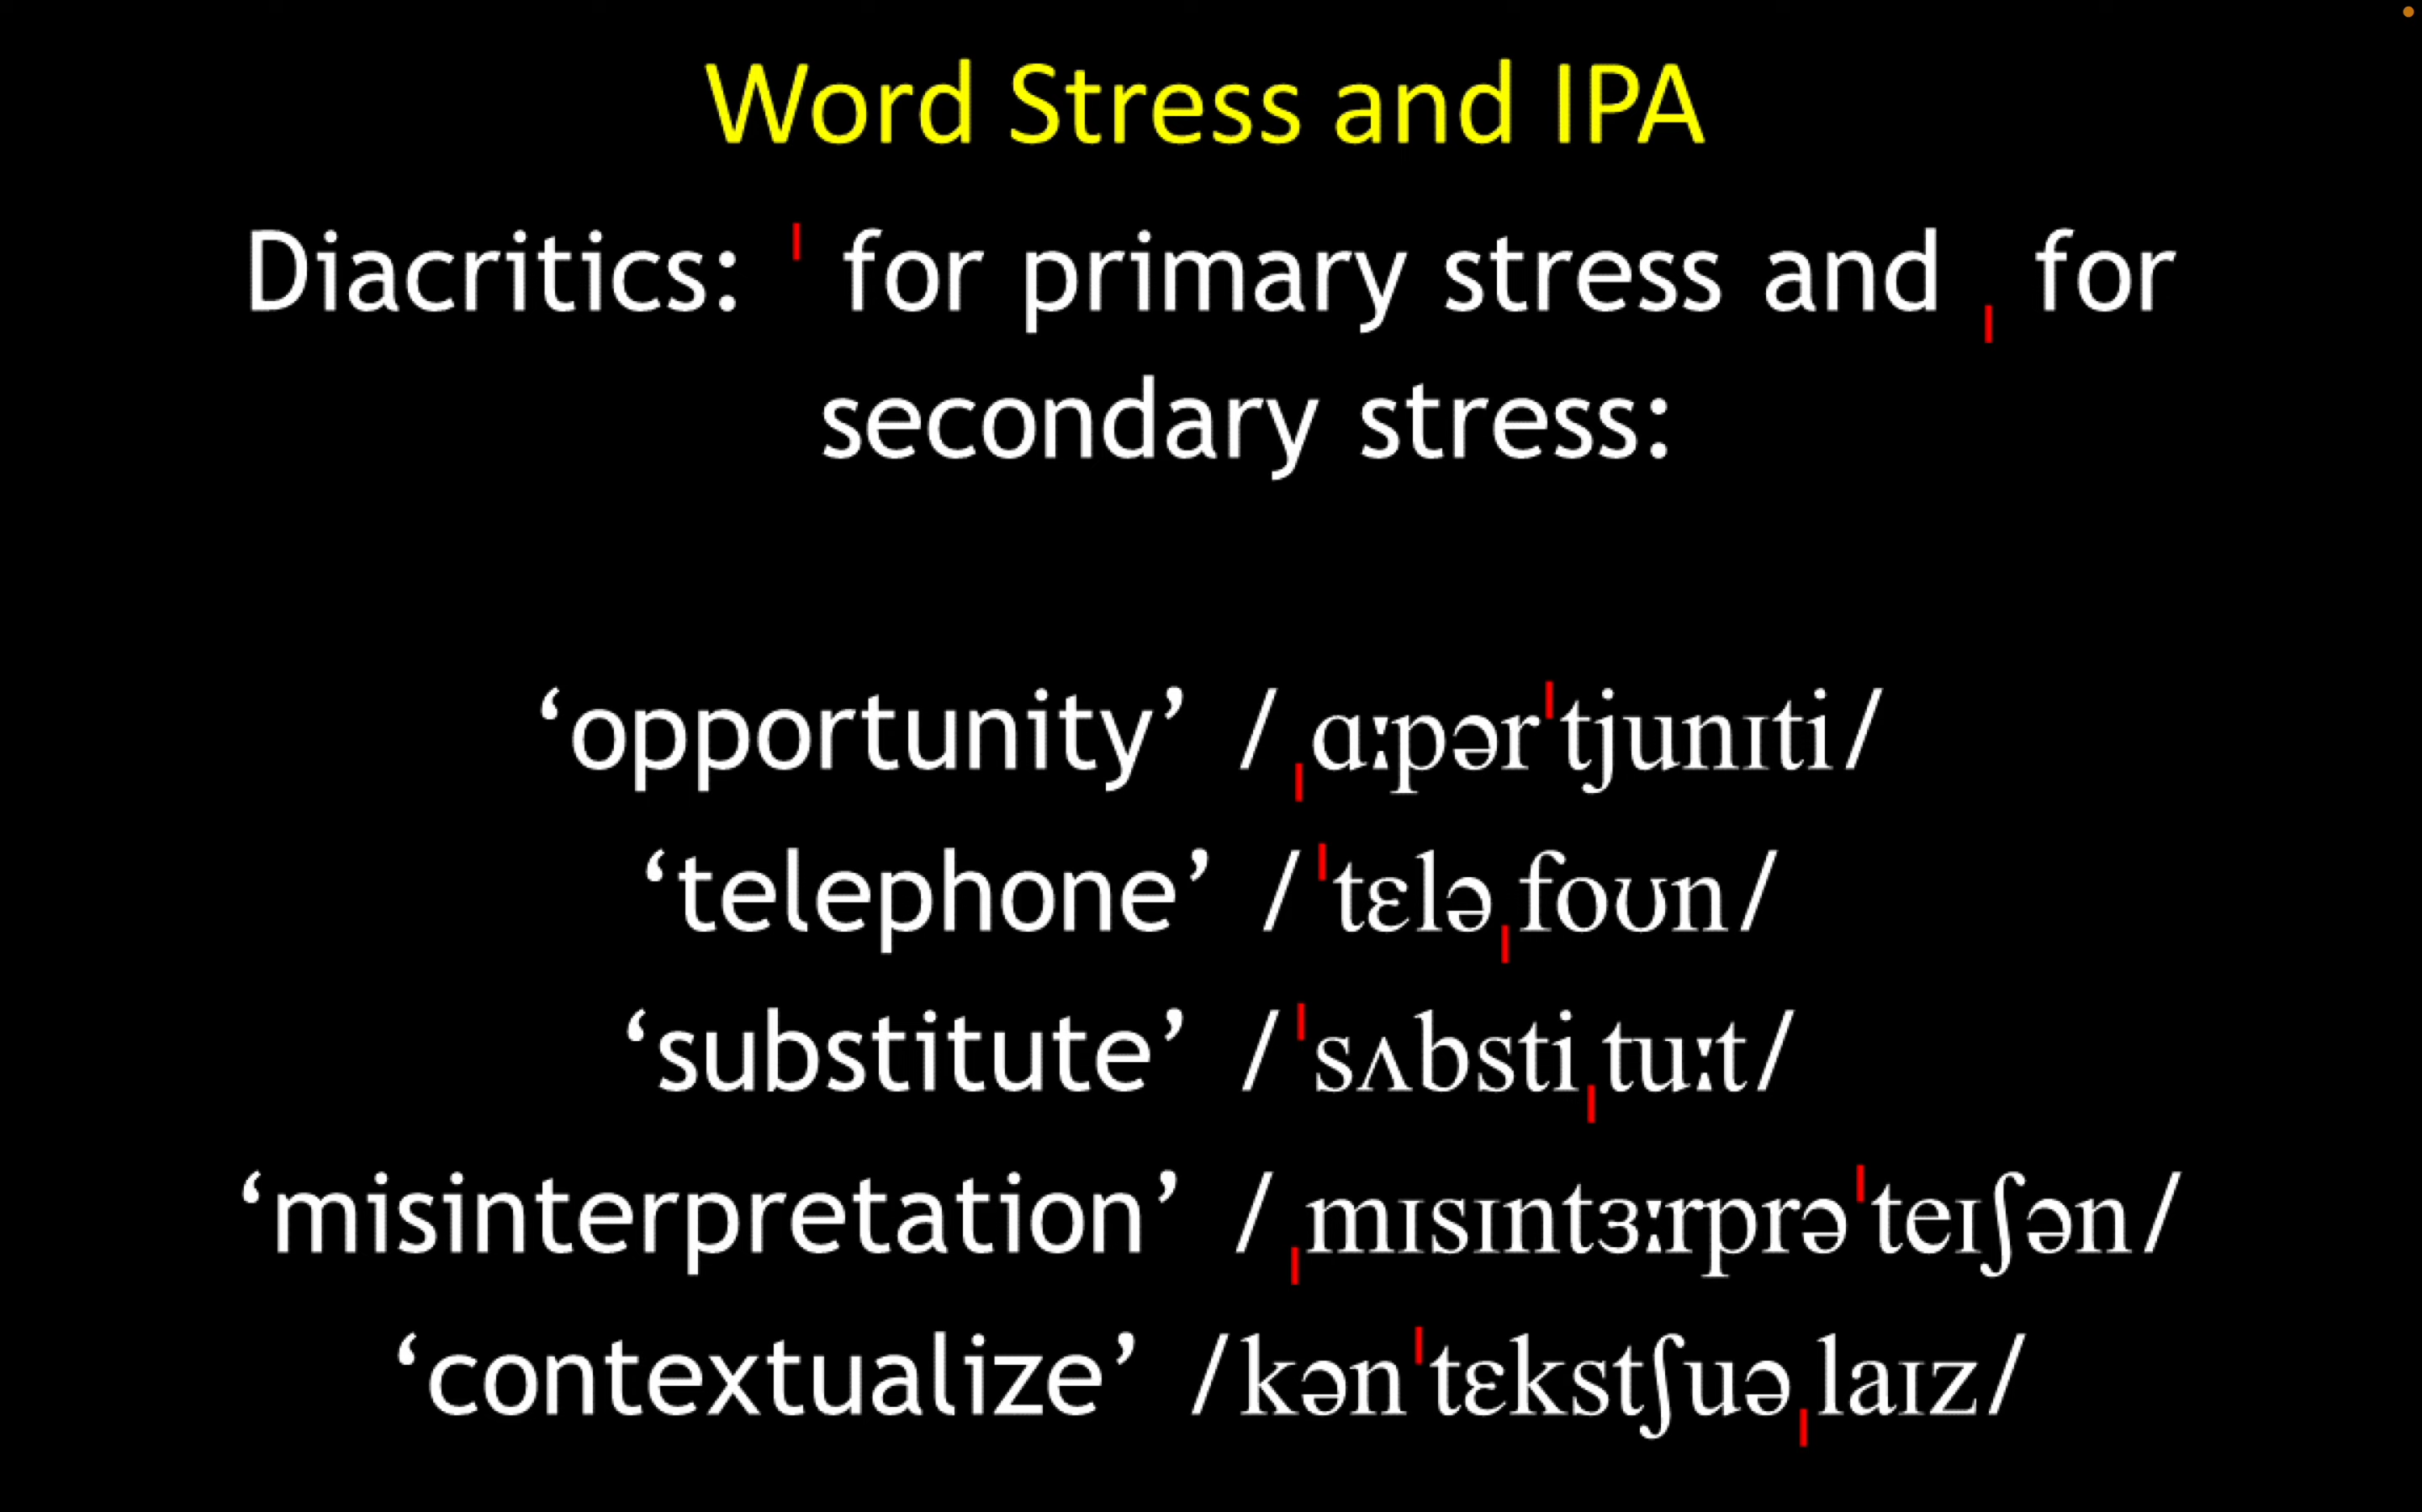 Word Stress and IPA
Diacritics: ˈ for primary stress and ˌ for
secondary stress:
‘opportunity’ /ˌɑːpərˈtjunɪti/
‘telephone’ /ˈtɛləˌfoʊn/
‘substitute’ /ˈsʌbstiˌtuːt/
‘misinterpretation’ /ˌmɪsɪntɜːrprəˈteɪʃən/
‘contextualize’ /kənˈtɛkstʃuəˌlaɪz/